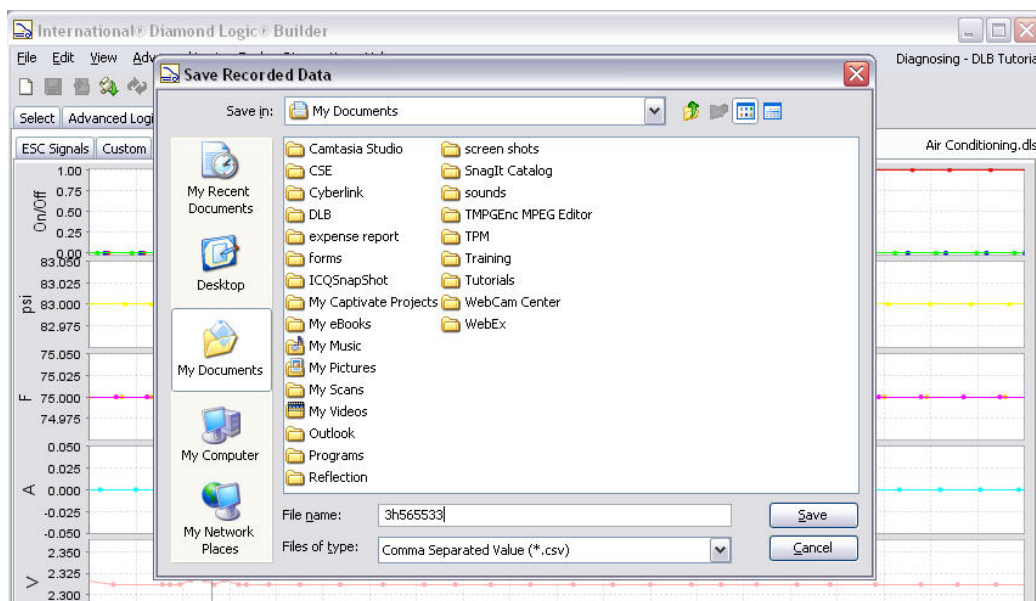 International® Diamond Logic® Builder
File Edit View Adv
Diagnosing - DLB Tutoria
Select Advanced Logi
ESC Signals Custom
Air Conditioning.dls
Save Recorded Data
Save in: My Documents
My Recent Documents
Desktop
My Documents
My Computer
My Network Places
Camtasia Studio
CSE
Cyberlink
DLB
expense report
forms
ICQSnapShot
My Captivate Projects
My eBooks
My Music
My Pictures
My Scans
My Videos
Outlook
Programs
Reflection
screen shots
SnagIt Catalog
sounds
TMPGEnc MPEG Editor
TPM
Training
Tutorials
WebCam Center
WebEx
File name: 3h565533
Save
Files of type: Comma Separated Value (*.csv)
Cancel
On/Off
1.00
0.75
0.50
0.25
0.00
psi
83.050
83.025
83.000
82.975
F
75.050
75.025
75.000
74.975
A
0.050
0.025
0.000
-0.025
-0.050
V
2.350
2.325
2.300